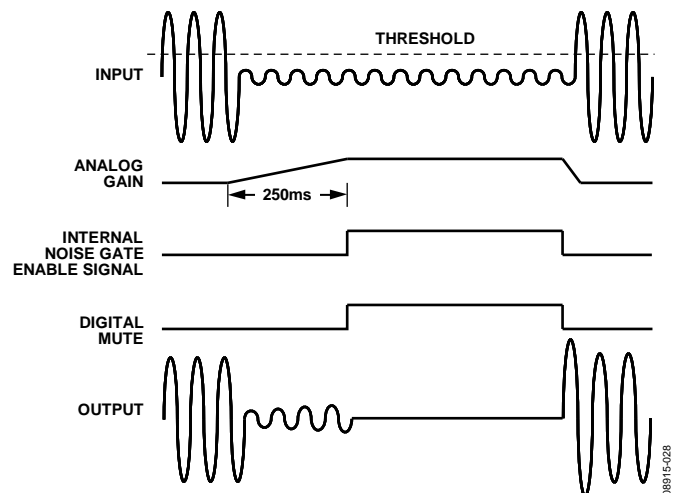 THRESHOLD
INPUT
ANALOG
GAIN
250ms
INTERNAL
NOISE GATE
ENABLE SIGNAL
DIGITAL
MUTE
OUTPUT
08915-028